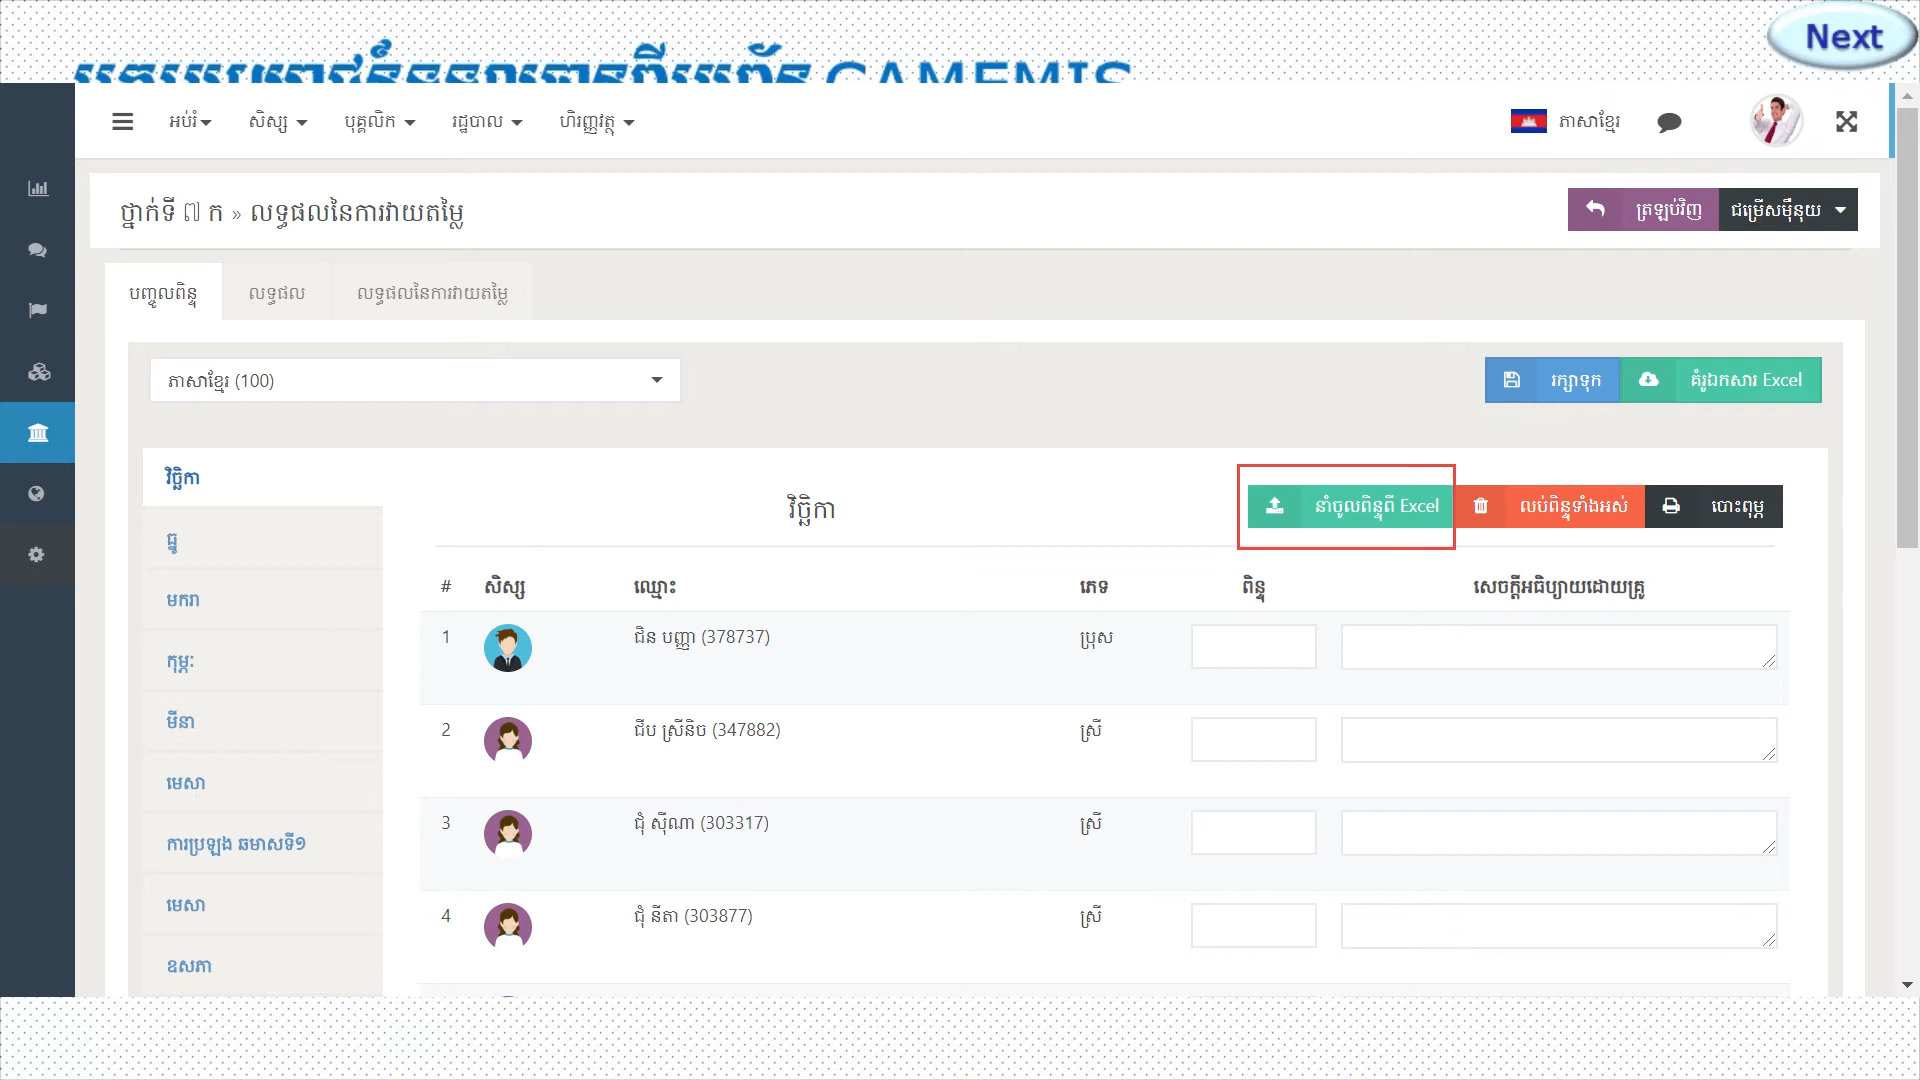 Next
CAMEMIS
អប់រំ សិស្ស បុគ្គលិក រដ្ឋបាល ហិរញ្ញវត្ថុ ភាសាខ្មែរ
ថ្នាក់ទី ៧ ក » លទ្ធផលនៃការវាយតម្លៃ ត្រឡប់វិញ ជម្រើសម៉ឺនុយ
បញ្ចូលពិន្ទុ លទ្ធផល លទ្ធផលនៃការវាយតម្លៃ
ភាសាខ្មែរ (100) រក្សាទុក គំរូឯកសារ Excel
វិច្ឆិកា
ធ្នូ
មករា
កុម្ភៈ
មីនា
មេសា
ការប្រឡង ឆមាសទី១
មេសា
ឧសភា
វិច្ឆិកា នាំចូលពិន្ទុពី Excel លប់ពិន្ទុទាំងអស់ បោះពុម្ភ
# សិស្ស ឈ្មោះ ភេទ ពិន្ទុ សេចក្តីអធិប្បាយដោយគ្រូ
1 ជិន បញ្ញា (378737) ប្រុស
2 ជីប ស្រីនិច (347882) ស្រី
3 ជុំ ស៊ីណា (303317) ស្រី
4 ជុំ នីតា (303877) ស្រី